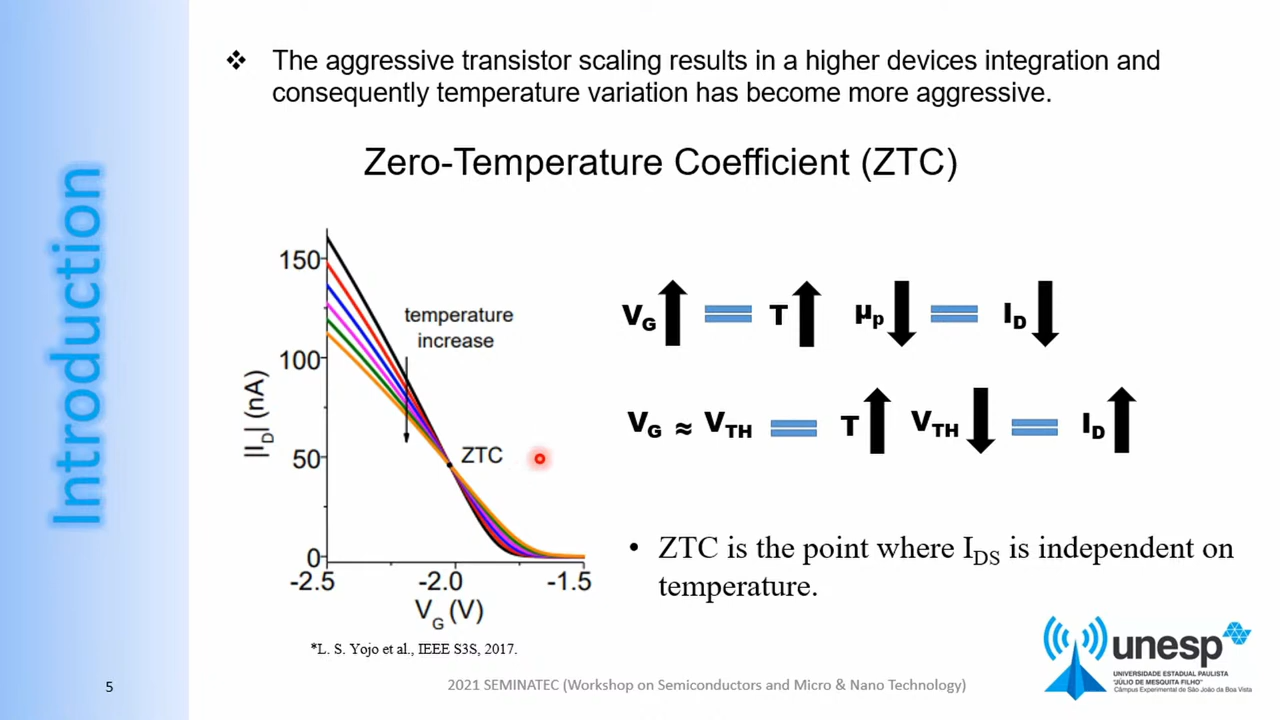 Introduction
❖ The aggressive transistor scaling results in a higher devices integration and
consequently temperature variation has become more aggressive.
Zero-Temperature Coefficient (ZTC)
150
100
50
0
-2.5
-2.0
-1.5
|I_D| (nA)
V_G (V)
temperature
increase
ZTC
*L. S. Yojo et al., IEEE S3S, 2017.
V_G T µ_p I_D
V_G ≈ V_TH T V_TH I_D
• ZTC is the point where I_DS is independent on
temperature.
5
2021 SEMINATEC (Workshop on Semiconductors and Micro & Nano Technology)
unesp
UNIVERSIDADE ESTADUAL PAULISTA
"JÚLIO DE MESQUITA FILHO"
Câmpus Experimental de São João da Boa Vista